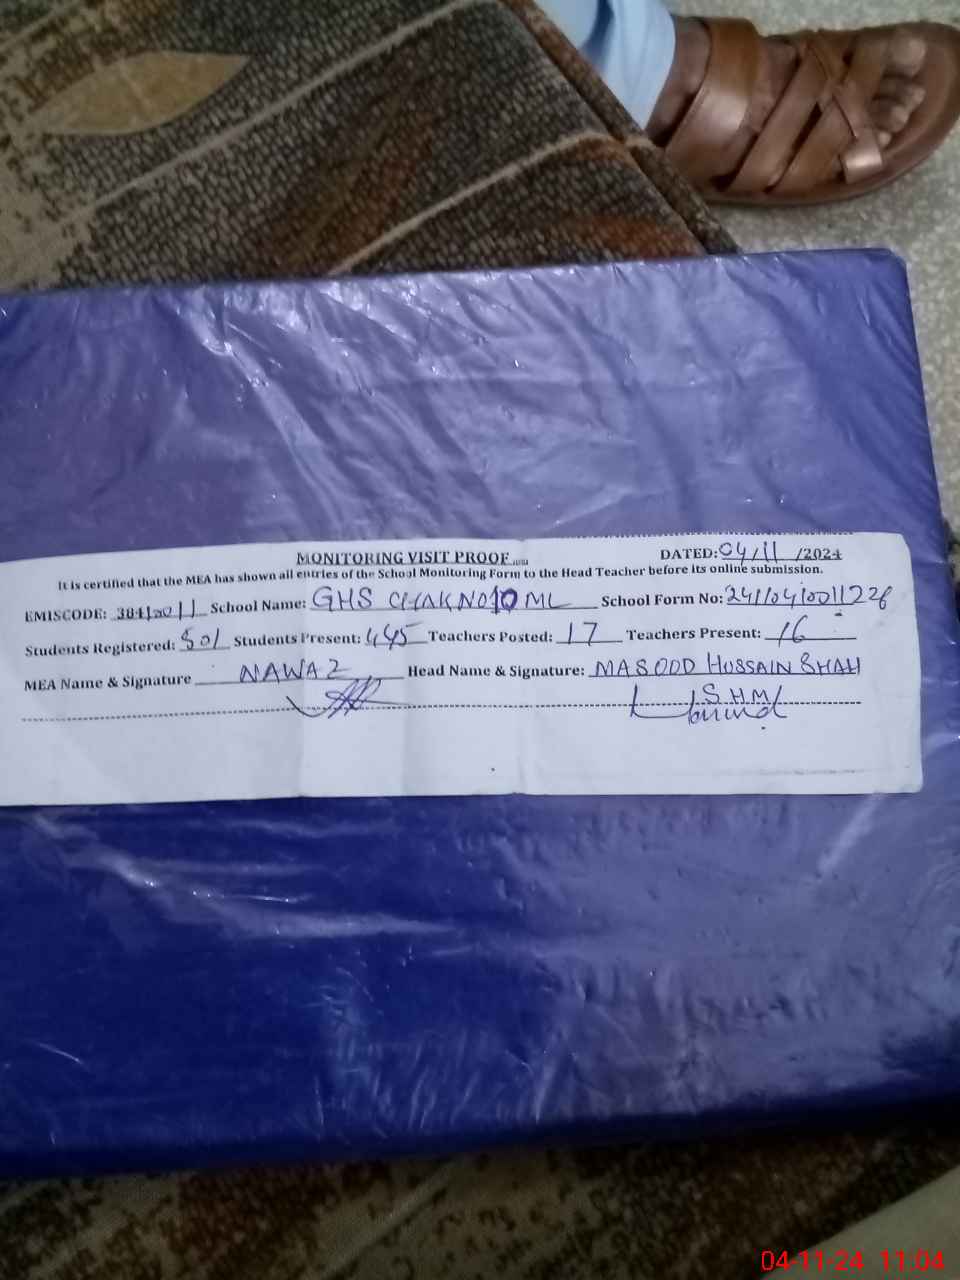 MONITORING VISIT PROOF DATED: 04/11/2024
It is certified that the MEA has shown all entries of the School Monitoring Form to the Head Teacher before its online submission.
EMISCODE: 38412011 School Name: GHS CHAK NO 10 ML School Form No:
Students Registered: 501 Students Present: 445 Teachers Posted: 17 Teachers Present: 16
MEA Name & Signature NAWAZ Head Name & Signature: MASOOD HUSSAIN SHAH
SHM
04-11-24 11:04